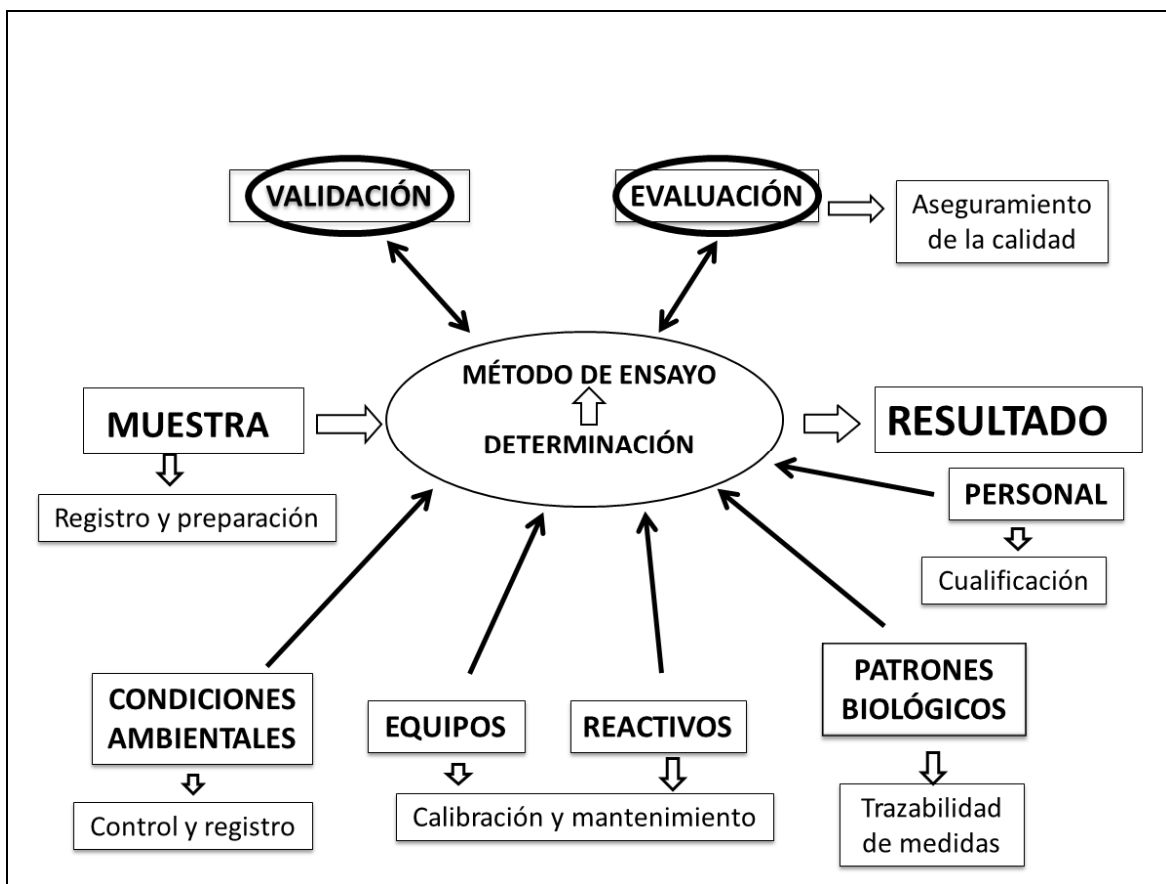 VALIDACIÓN
EVALUACIÓN
Aseguramiento
de la calidad
MÉTODO DE ENSAYO
DETERMINACIÓN
MUESTRA
RESULTADO
Registro y preparación
PERSONAL
Cualificación
CONDICIONES
AMBIENTALES
EQUIPOS
REACTIVOS
PATRONES
BIOLÓGICOS
Control y registro
Calibración y mantenimiento
Trazabilidad
de medidas